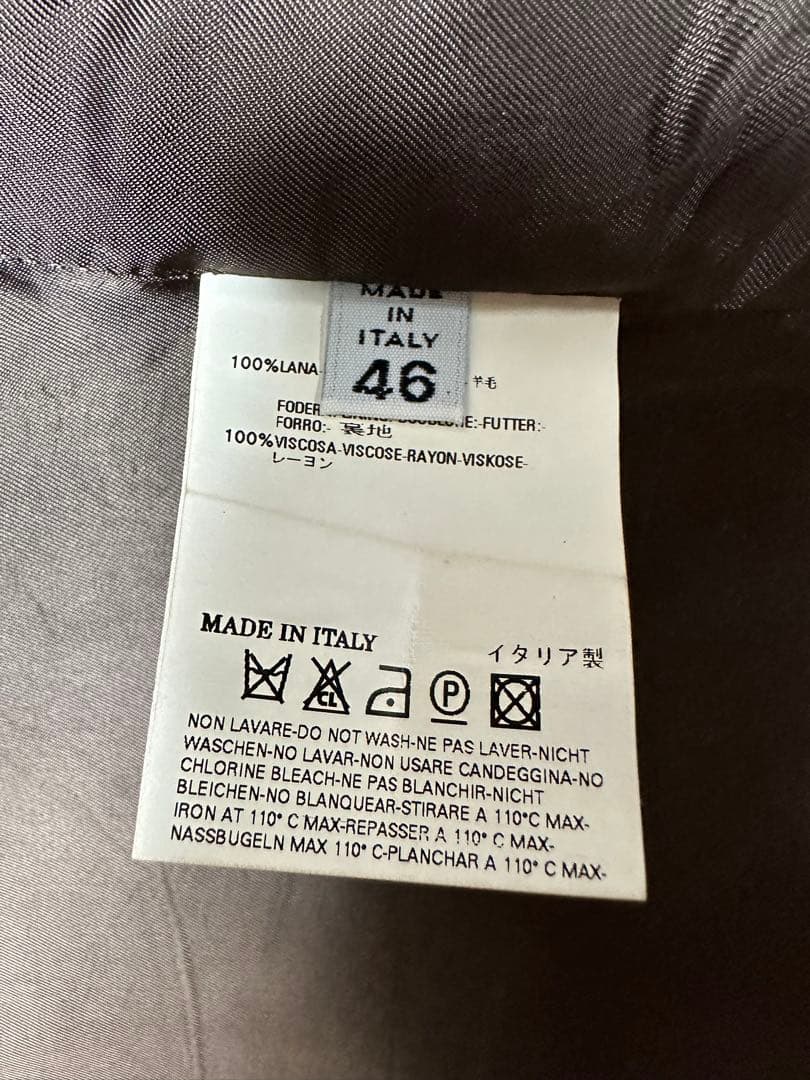 MADE
IN
ITALY
46
100%LANA-
羊毛
FODER
-FUTTER:-
FORRO:- 裏地
100%VISCOSA-VISCOSE-RAYON-VISKOSE-
レーヨン
MADE IN ITALY
イタリア製
CL
P
NON LAVARE-DO NOT WASH-NE PAS LAVER-NICHT
WASCHEN-NO LAVAR-NON USARE CANDEGGINA-NO
CHLORINE BLEACH-NE PAS BLANCHIR-NICHT
BLEICHEN-NO BLANQUEAR-STIRARE A 110°C MAX-
IRON AT 110° C MAX-REPASSER A 110° C MAX-
NASSBUGELN MAX 110° C-PLANCHAR A 110° C MAX-